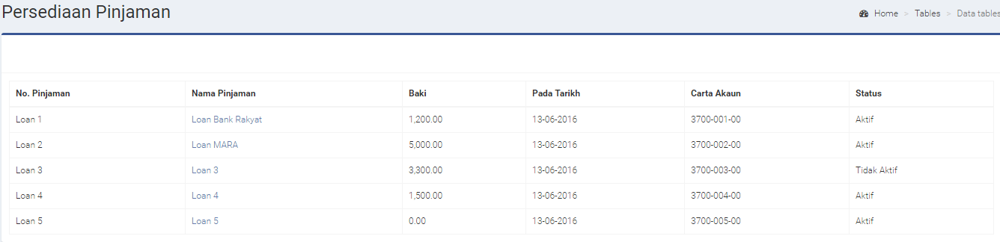 Persediaan Pinjaman
Home > Tables > Data tables
No. Pinjaman Nama Pinjaman Baki Pada Tarikh Carta Akaun Status
Loan 1 Loan Bank Rakyat 1,200.00 13-06-2016 3700-001-00 Aktif
Loan 2 Loan MARA 5,000.00 13-06-2016 3700-002-00 Aktif
Loan 3 Loan 3 3,300.00 13-06-2016 3700-003-00 Tidak Aktif
Loan 4 Loan 4 1,500.00 13-06-2016 3700-004-00 Aktif
Loan 5 Loan 5 0.00 13-06-2016 3700-005-00 Aktif